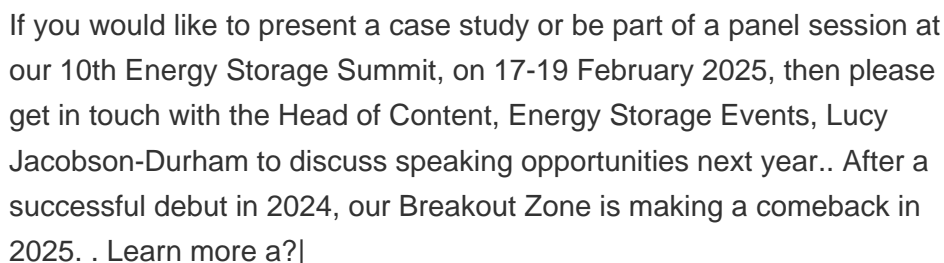 If you would like to present a case study or be part of a panel session at
our 10th Energy Storage Summit, on 17-19 February 2025, then please
get in touch with the Head of Content, Energy Storage Events, Lucy
Jacobson-Durham to discuss speaking opportunities next year.. After a
successful debut in 2024, our Breakout Zone is making a comeback in
2025. . Learn more a?|